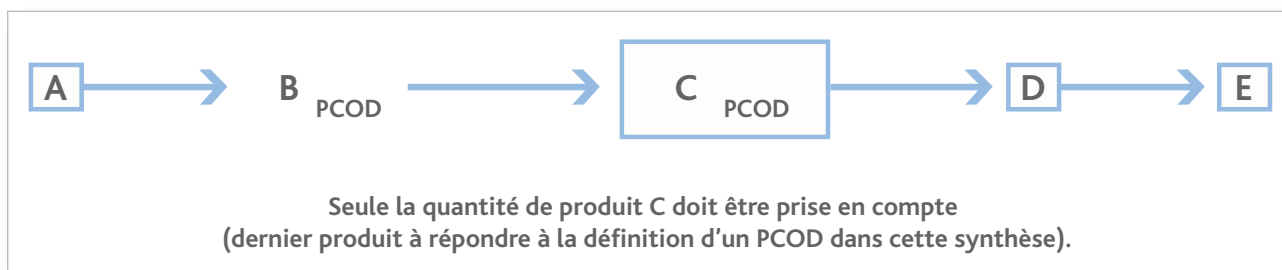 A B PCOD C PCOD D E
Seule la quantité de produit C doit être prise en compte
(dernier produit à répondre à la définition d’un PCOD dans cette synthèse).